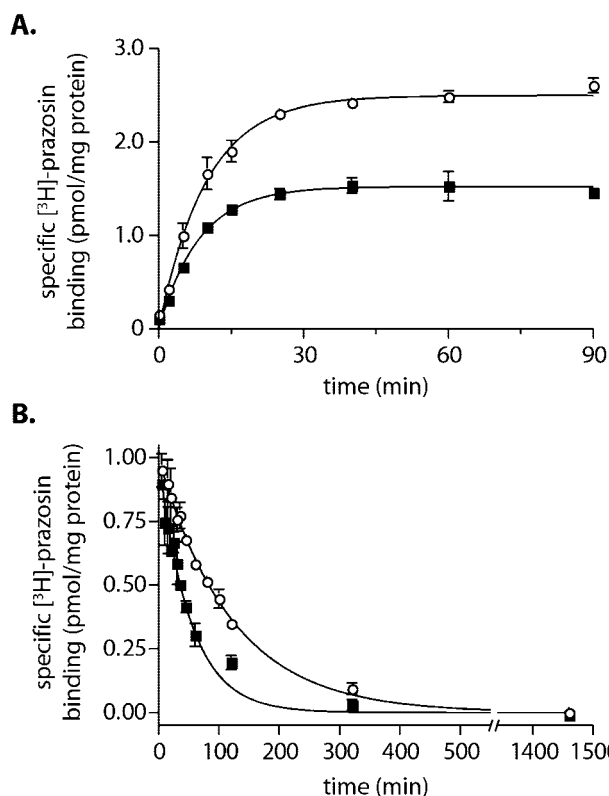 A.
3.0
2.0
1.0
0
specific [³H]-prazosin
binding (pmol/mg protein)
0 30 60 90
time (min)
B.
1.00
0.75
0.50
0.25
0.00
specific [³H]-prazosin
binding (pmol/mg protein)
0 100 200 300 400 500 1400 1500
time (min)